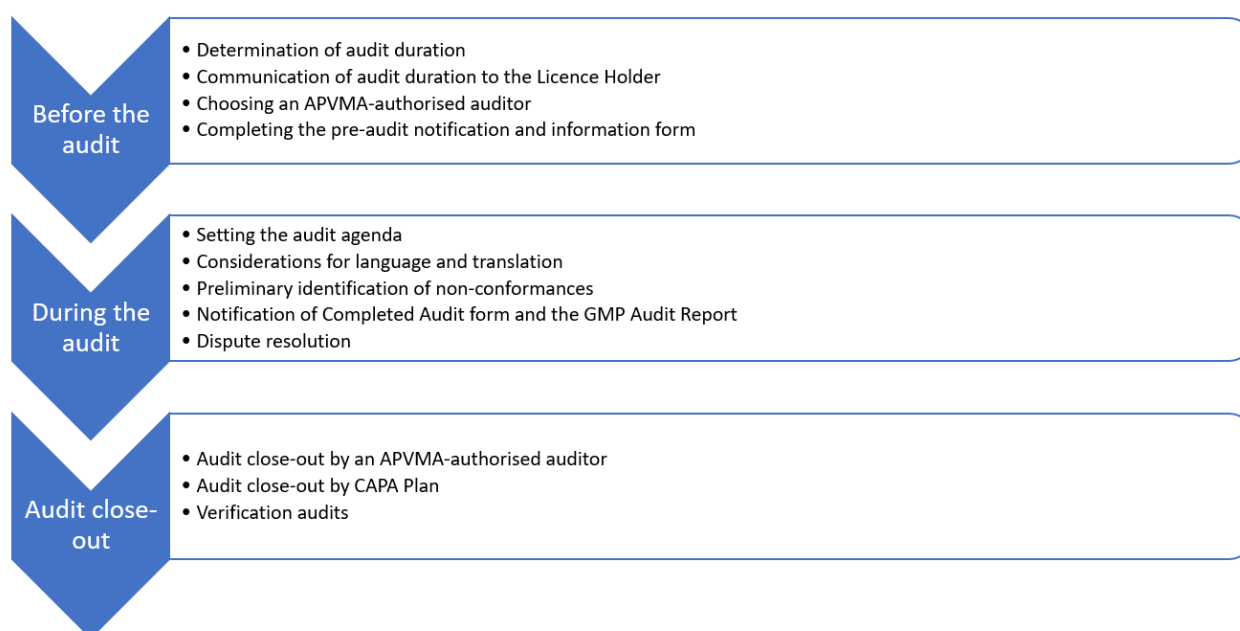 Before the
audit
• Determination of audit duration
• Communication of audit duration to the Licence Holder
• Choosing an APVMA-authorised auditor
• Completing the pre-audit notification and information form
During the
audit
• Setting the audit agenda
• Considerations for language and translation
• Preliminary identification of non-conformances
• Notification of Completed Audit form and the GMP Audit Report
• Dispute resolution
Audit close-
out
• Audit close-out by an APVMA-authorised auditor
• Audit close-out by CAPA Plan
• Verification audits